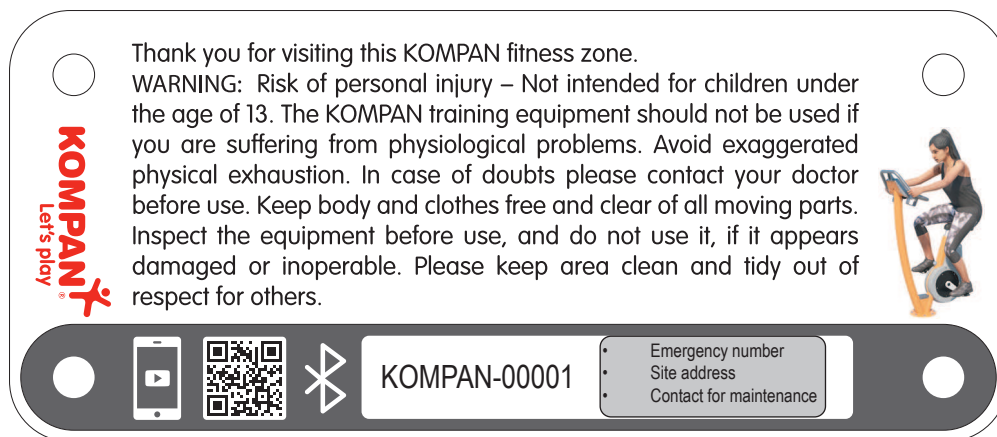 Thank you for visiting this KOMPAN fitness zone.
WARNING: Risk of personal injury – Not intended for children under
the age of 13. The KOMPAN training equipment should not be used if
you are suffering from physiological problems. Avoid exaggerated
physical exhaustion. In case of doubts please contact your doctor
before use. Keep body and clothes free and clear of all moving parts.
Inspect the equipment before use, and do not use it, if it appears
damaged or inoperable. Please keep area clean and tidy out of
respect for others.
KOMPAN®
Let's play
KOMPAN-00001
• Emergency number
• Site address
• Contact for maintenance